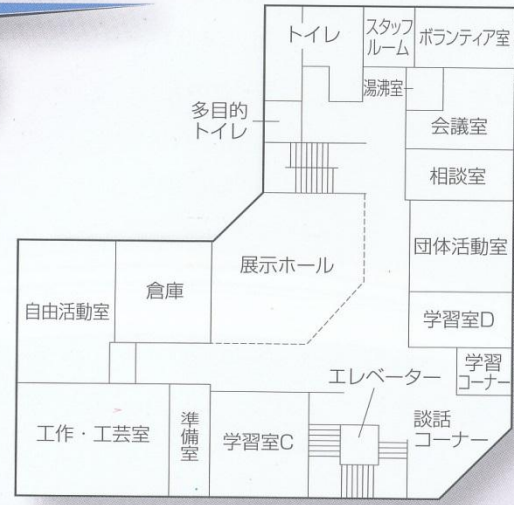 トイレ
スタッフ
ルーム
ボランティア室
湯沸室
多目的
トイレ
会議室
相談室
団体活動室
展示ホール
倉庫
自由活動室
学習室D
学習
コーナー
エレベーター
談話
コーナー
工作・工芸室
準備室
学習室C